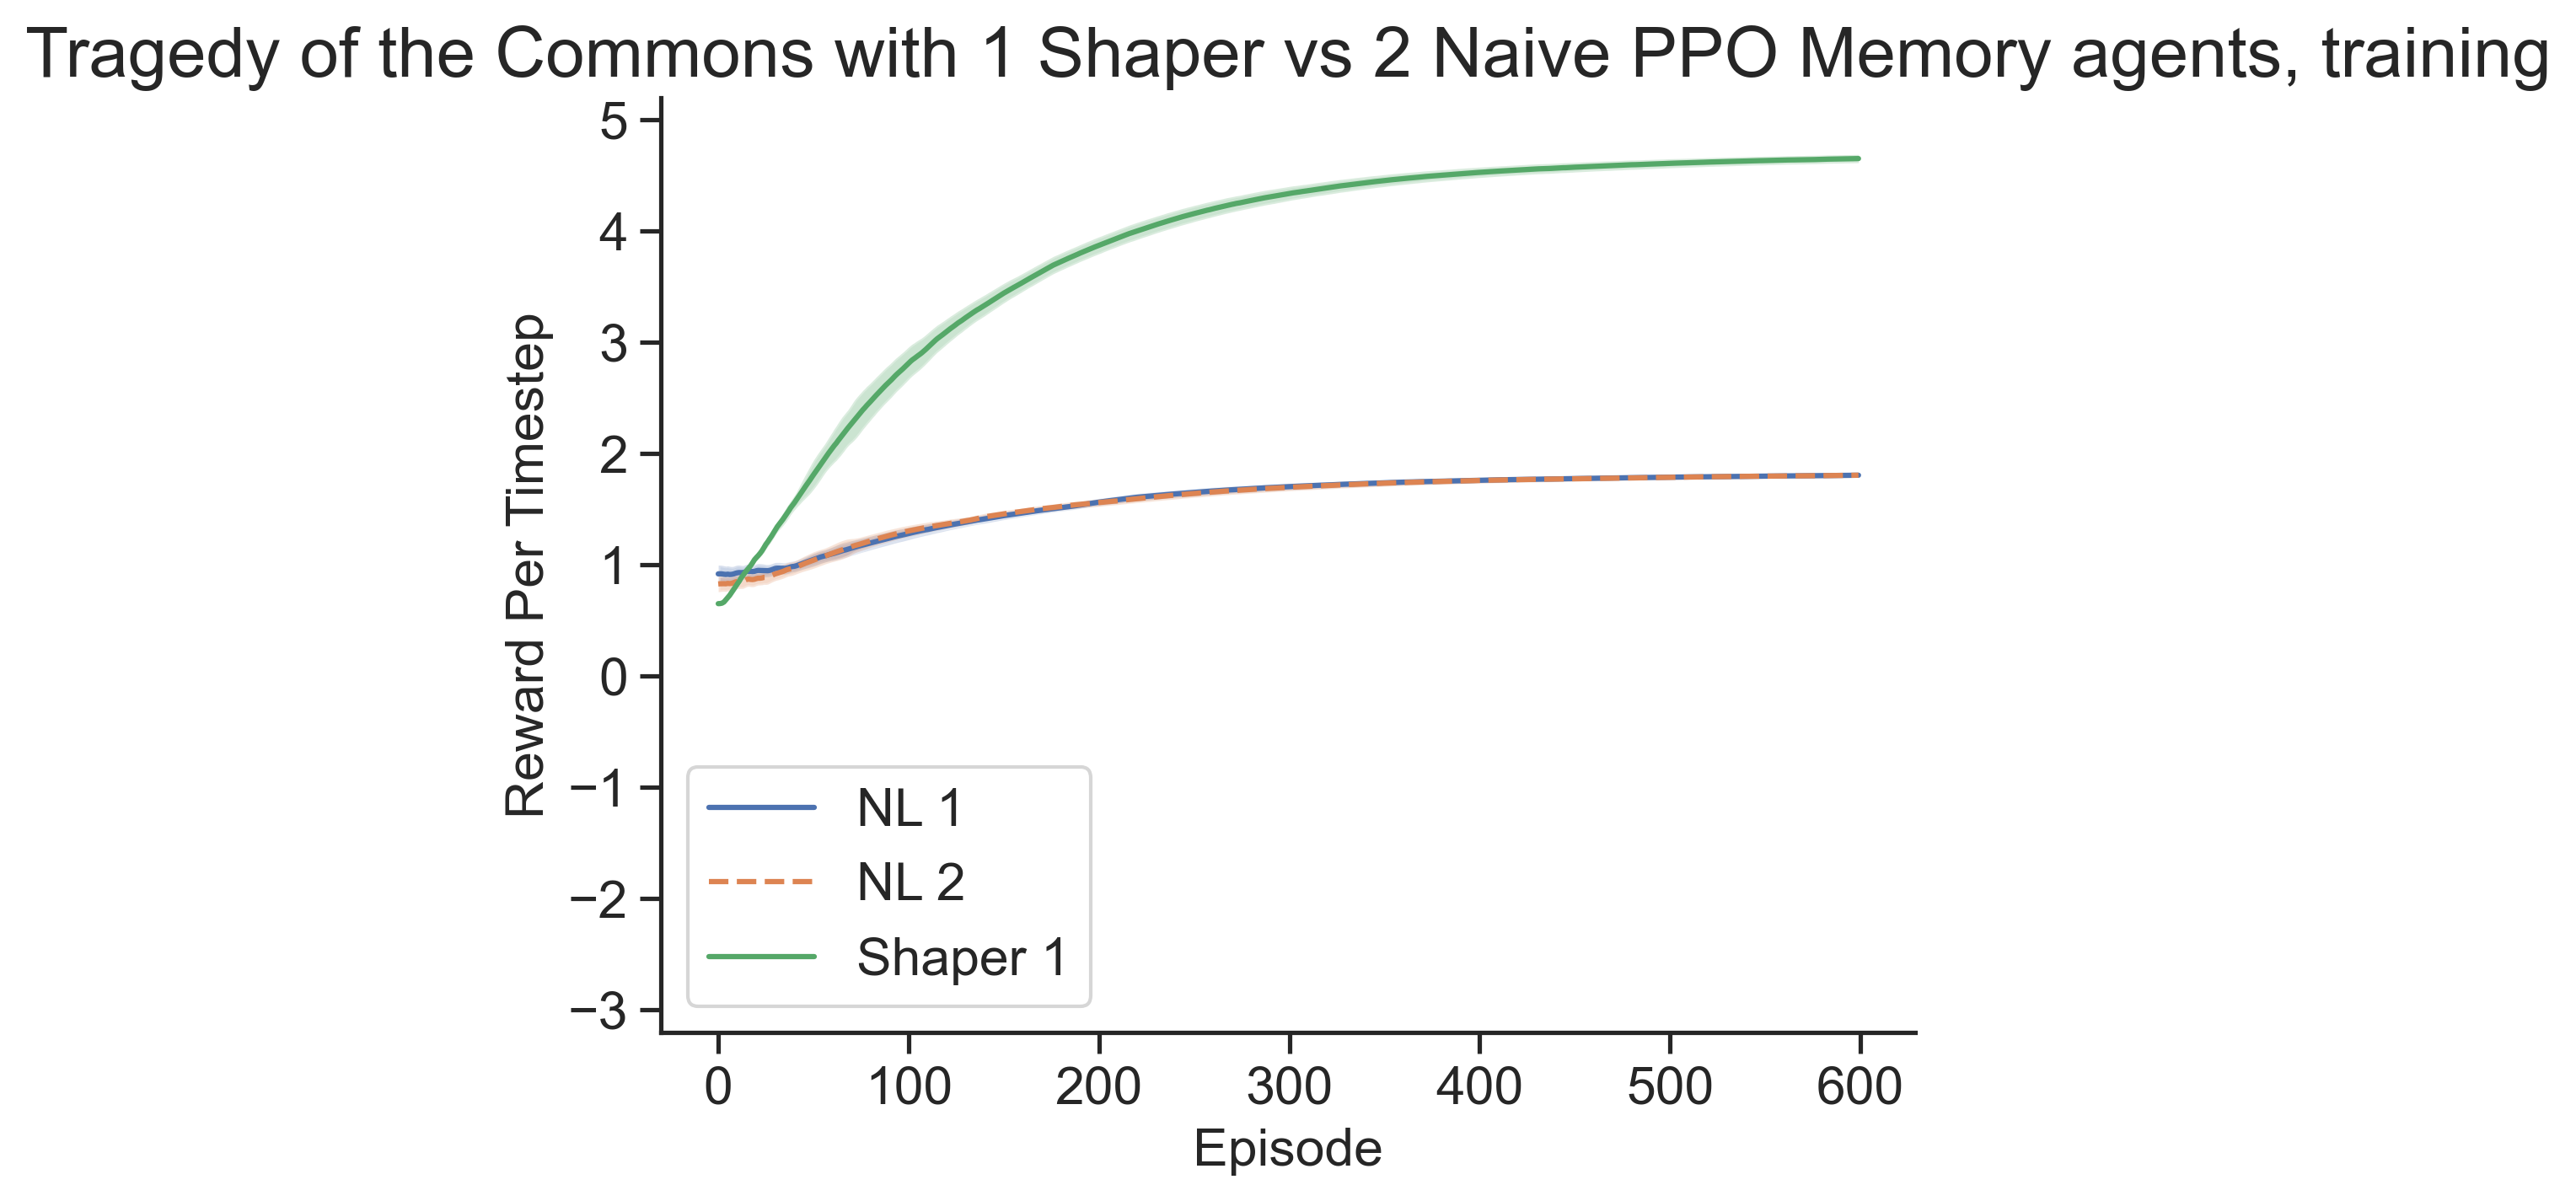 Tragedy of the Commons with 1 Shaper vs 2 Naive PPO Memory agents, training
5
4
3
2
1
0
−1
−2
−3
Reward Per Timestep
NL 1
NL 2
Shaper 1
0 100 200 300 400 500 600
Episode